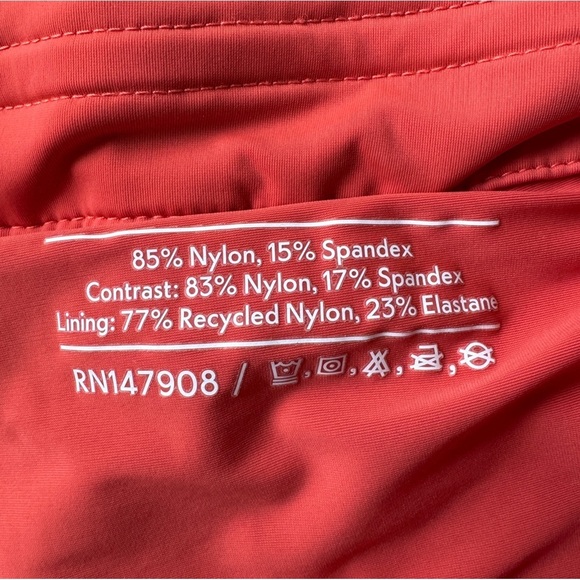 85% Nylon, 15% Spandex
Contrast: 83% Nylon, 17% Spandex
Lining: 77% Recycled Nylon, 23% Elastane
RN147908 / , , , ,